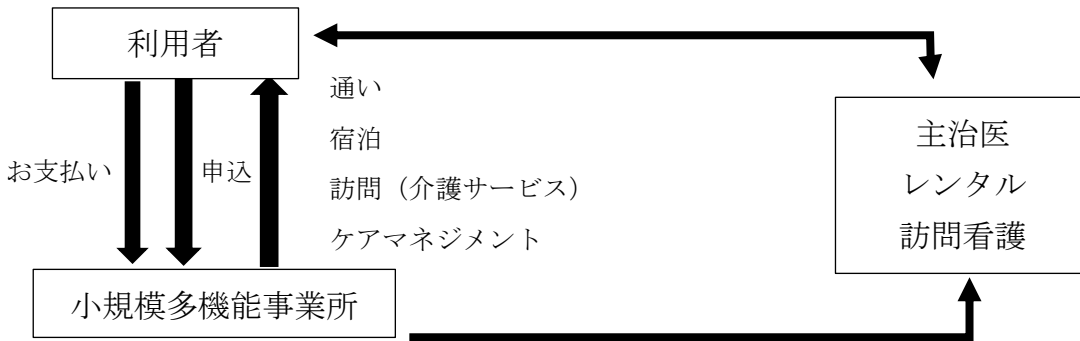 利用者
通い
宿泊
訪問（介護サービス）
ケアマネジメント
お支払い
申込
主治医
レンタル
訪問看護
小規模多機能事業所